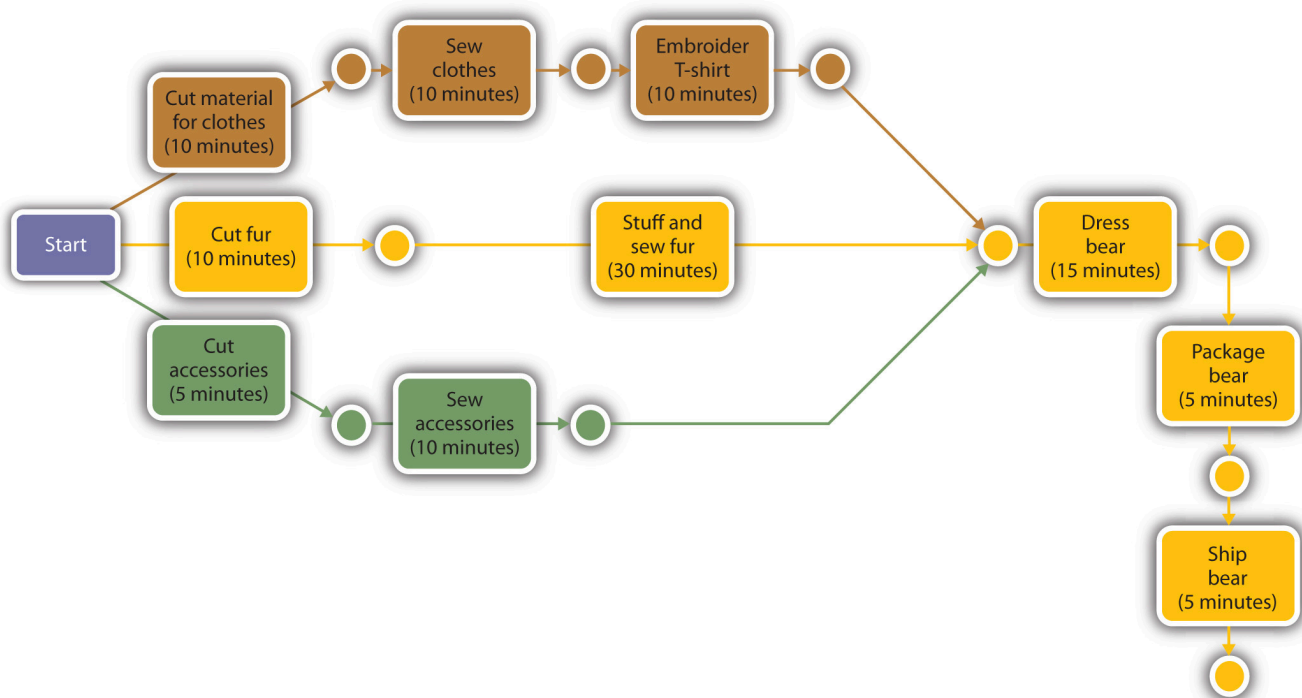 Sew
clothes
(10 minutes)
Embroider
T-shirt
(10 minutes)
Cut material
for clothes
(10 minutes)
Start
Cut fur
(10 minutes)
Stuff and
sew fur
(30 minutes)
Dress
bear
(15 minutes)
Cut
accessories
(5 minutes)
Sew
accessories
(10 minutes)
Package
bear
(5 minutes)
Ship
bear
(5 minutes)